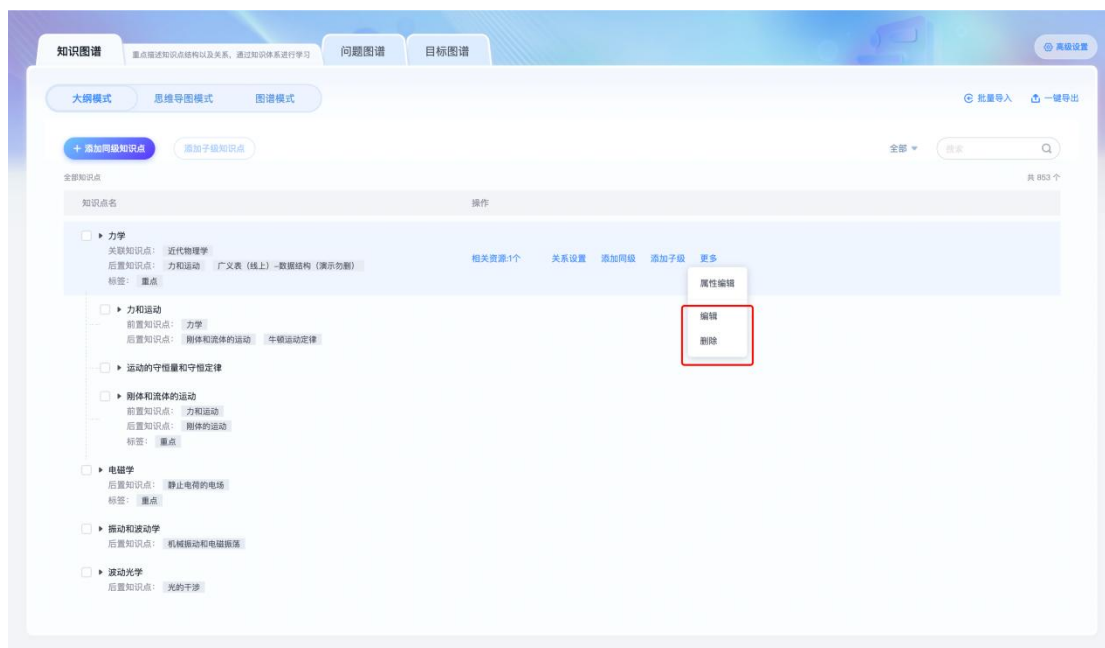 知识图谱 重点描述知识点结构以及关系，通过知识体系进行学习 问题图谱 目标图谱 高级设置
大纲模式 思维导图模式 图谱模式 批量导入 一键导出
+ 添加同级知识点 添加子级知识点 全部 搜索
全部知识点 共 853 个
知识点名 操作
力学
关联知识点： 近代物理学
后置知识点： 力和运动 广义表（线上）-数据结构（演示勿删）
相关资源:1个 关系设置 添加同级 添加子级 更多
标签： 重点
属性编辑
编辑
删除
力和运动
前置知识点： 力学
后置知识点： 刚体和流体的运动 牛顿运动定律
运动的守恒量和守恒定律
刚体和流体的运动
前置知识点： 力和运动
后置知识点： 刚体的运动
标签： 重点
电磁学
后置知识点： 静止电荷的电场
标签： 重点
振动和波动学
后置知识点： 机械振动和电磁振荡
波动光学
后置知识点： 光的干涉